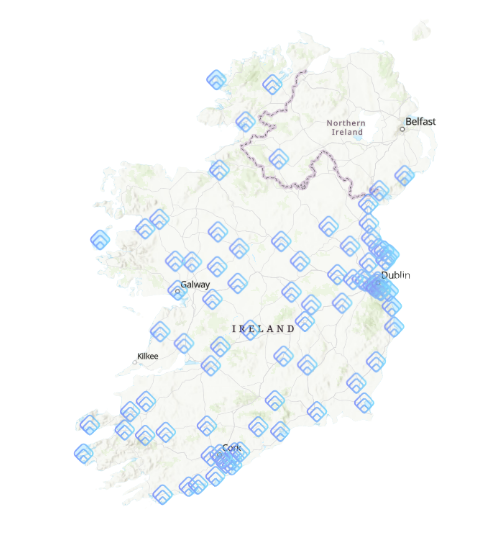 Belfast
Northern
Ireland
Dublin
Galway
IRELAND
Kilkee
Cork